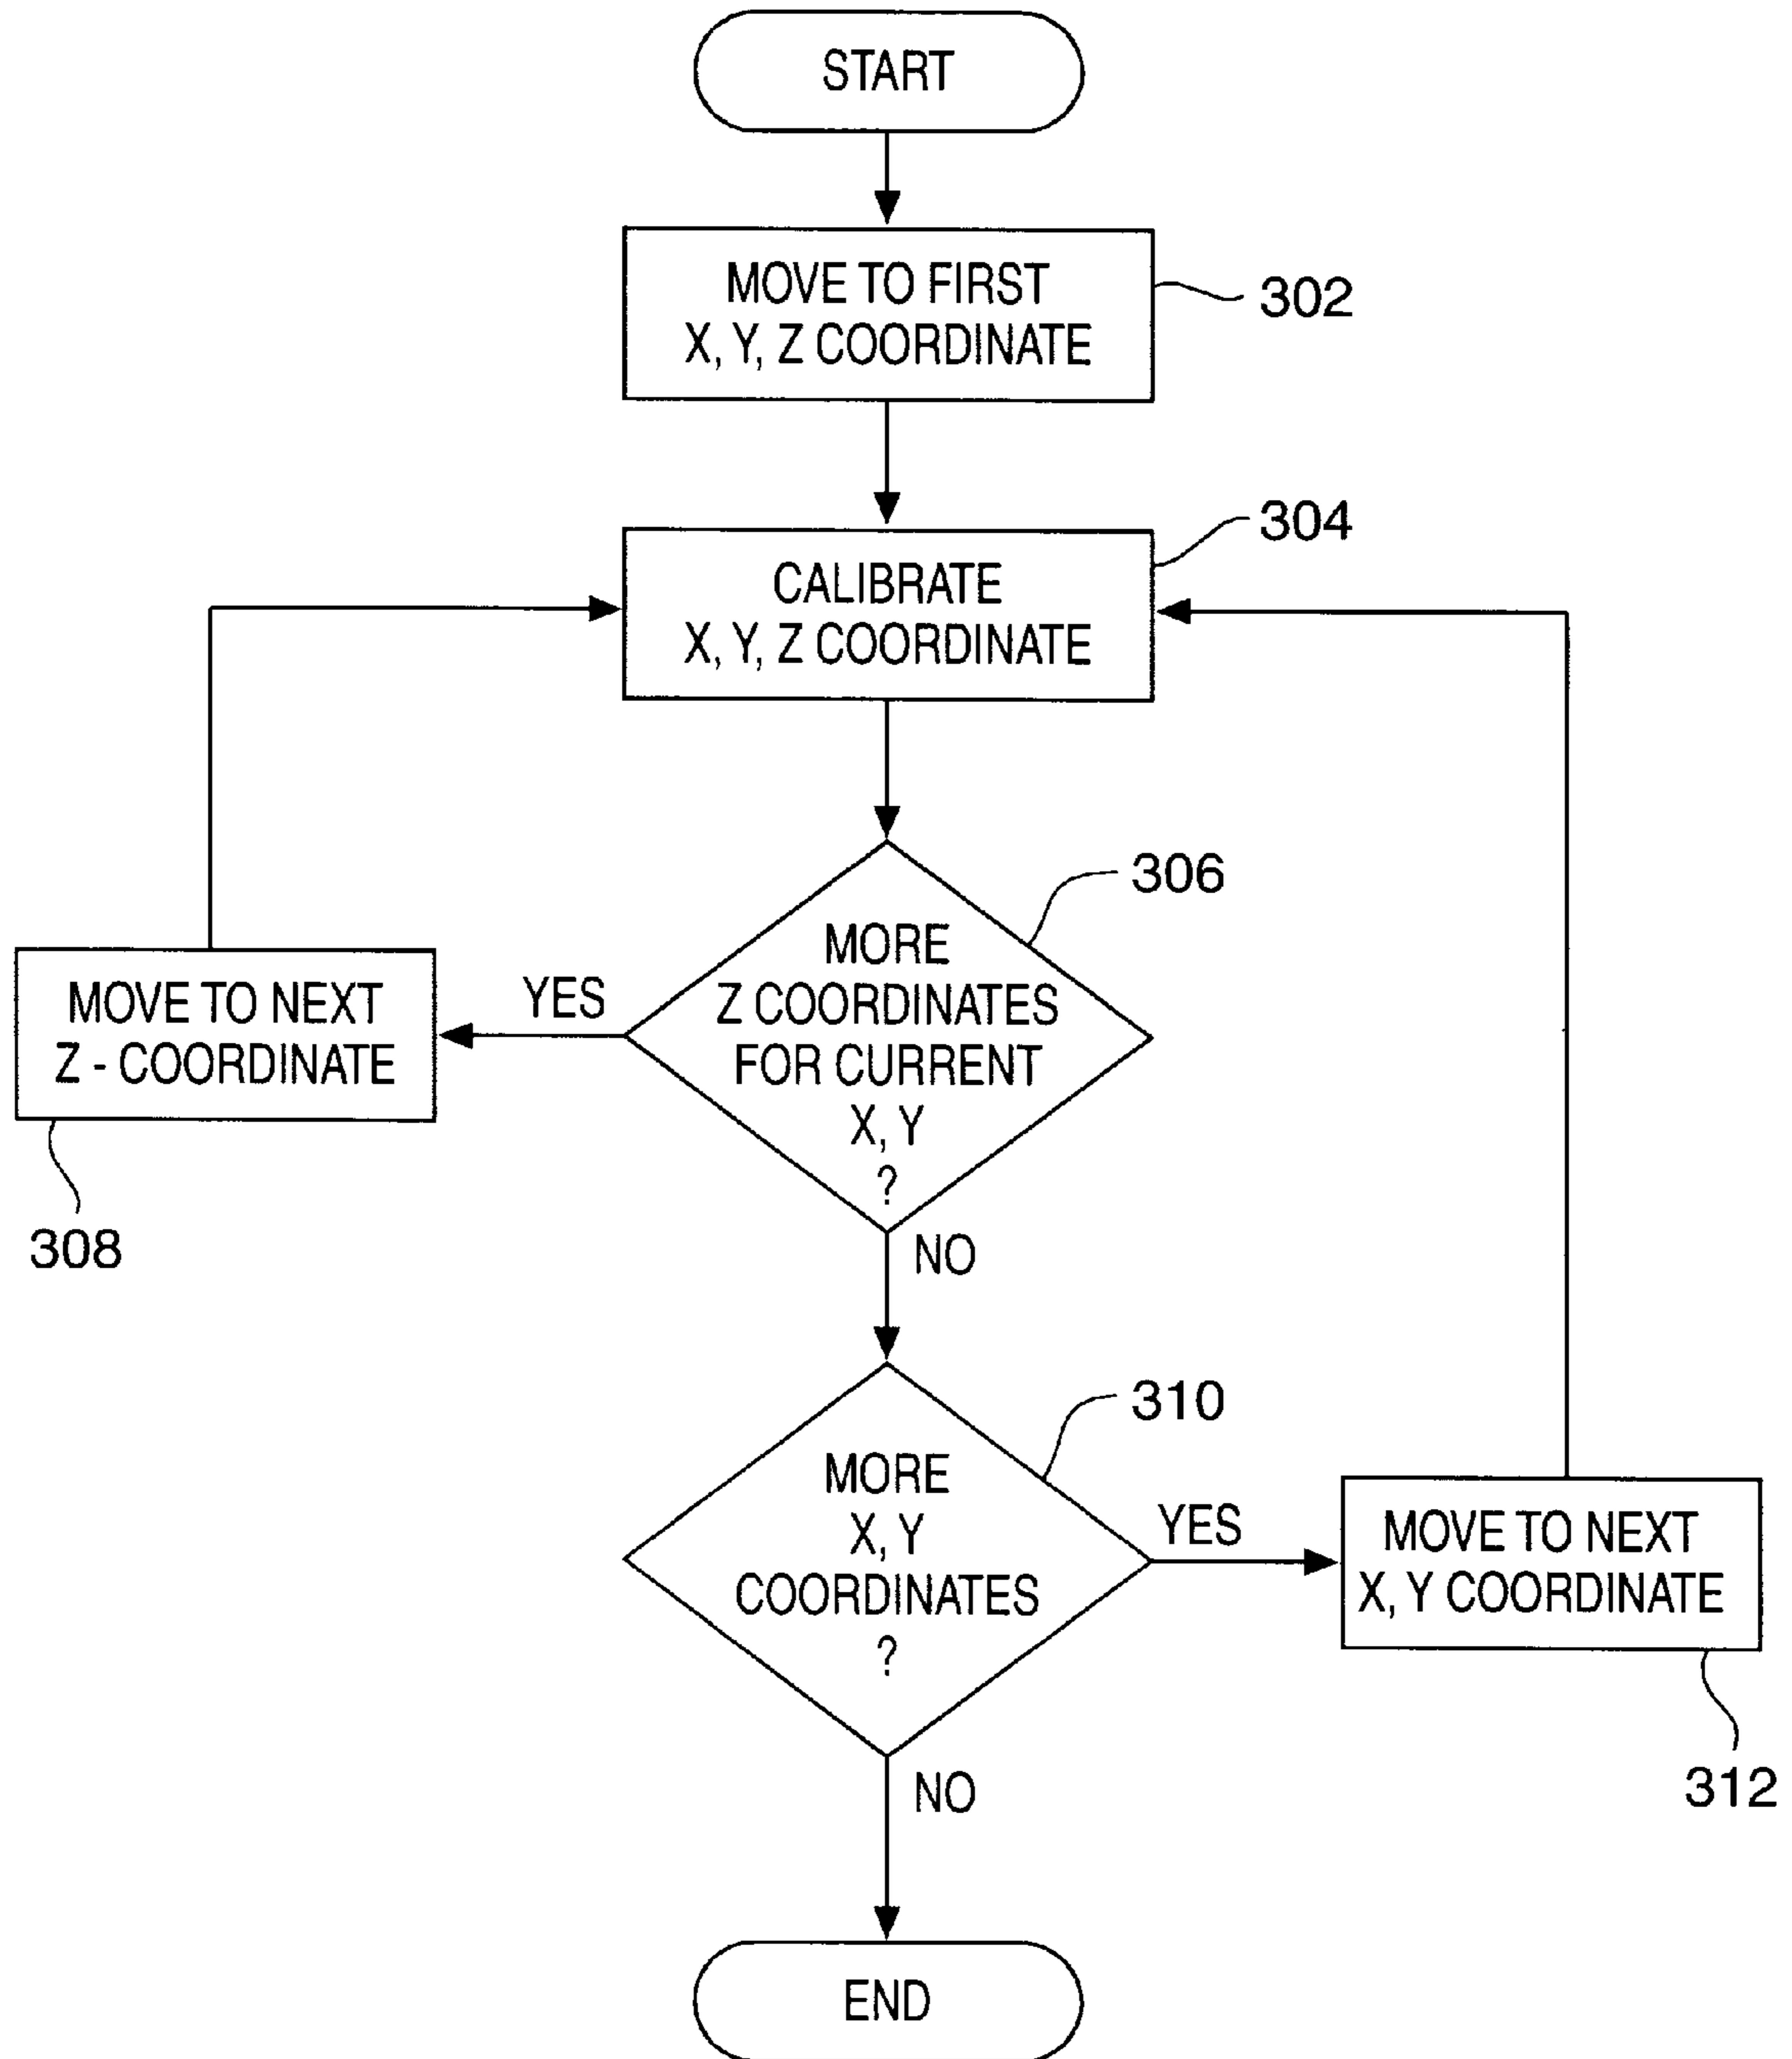 START
MOVE TO FIRST
X, Y, Z COORDINATE
302
CALIBRATE
X, Y, Z COORDINATE
304
MORE
Z COORDINATES
FOR CURRENT
X, Y
?
306
YES
MOVE TO NEXT
Z - COORDINATE
308
NO
MORE
X, Y
COORDINATES
?
310
YES
MOVE TO NEXT
X, Y COORDINATE
312
NO
END